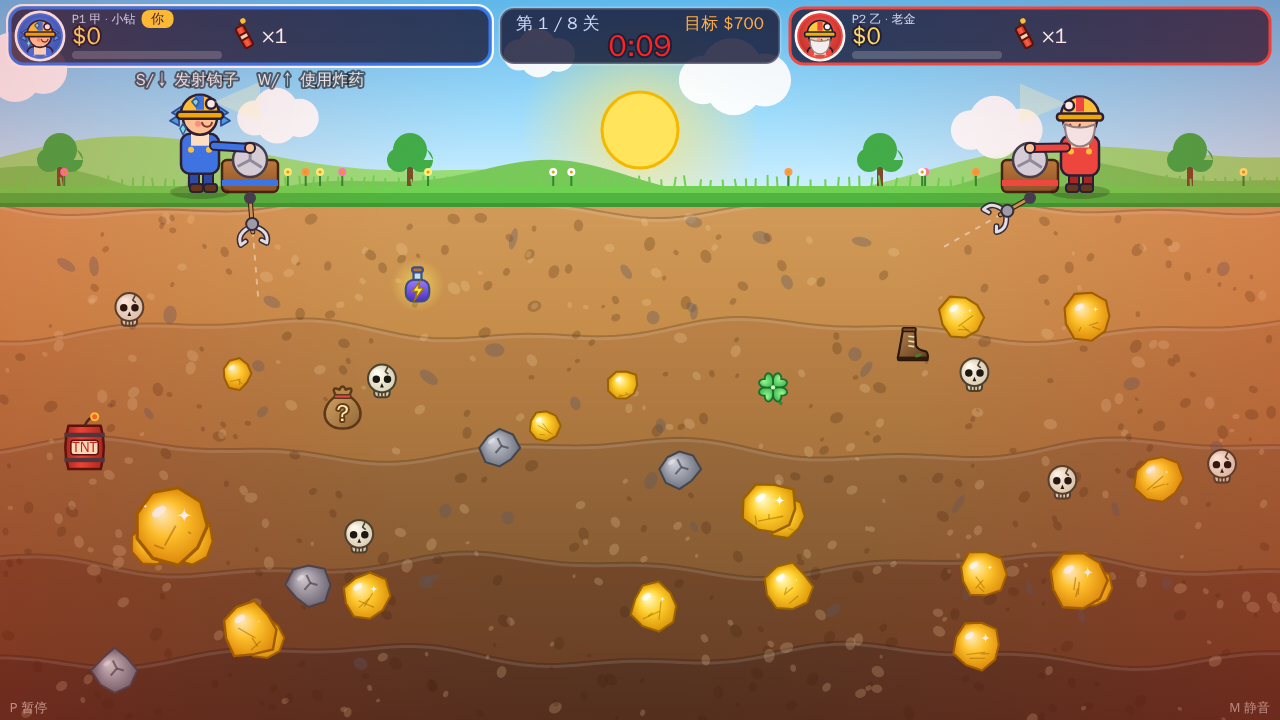 P1 甲 · 小钻 你
$0
×1
第 1 / 8 关 目标 $700
0:09
P2 乙 · 老金
$0
×1
S/↓ 发射钩子 W/↑ 使用炸药
?
TNT
P 暂停
M 静音